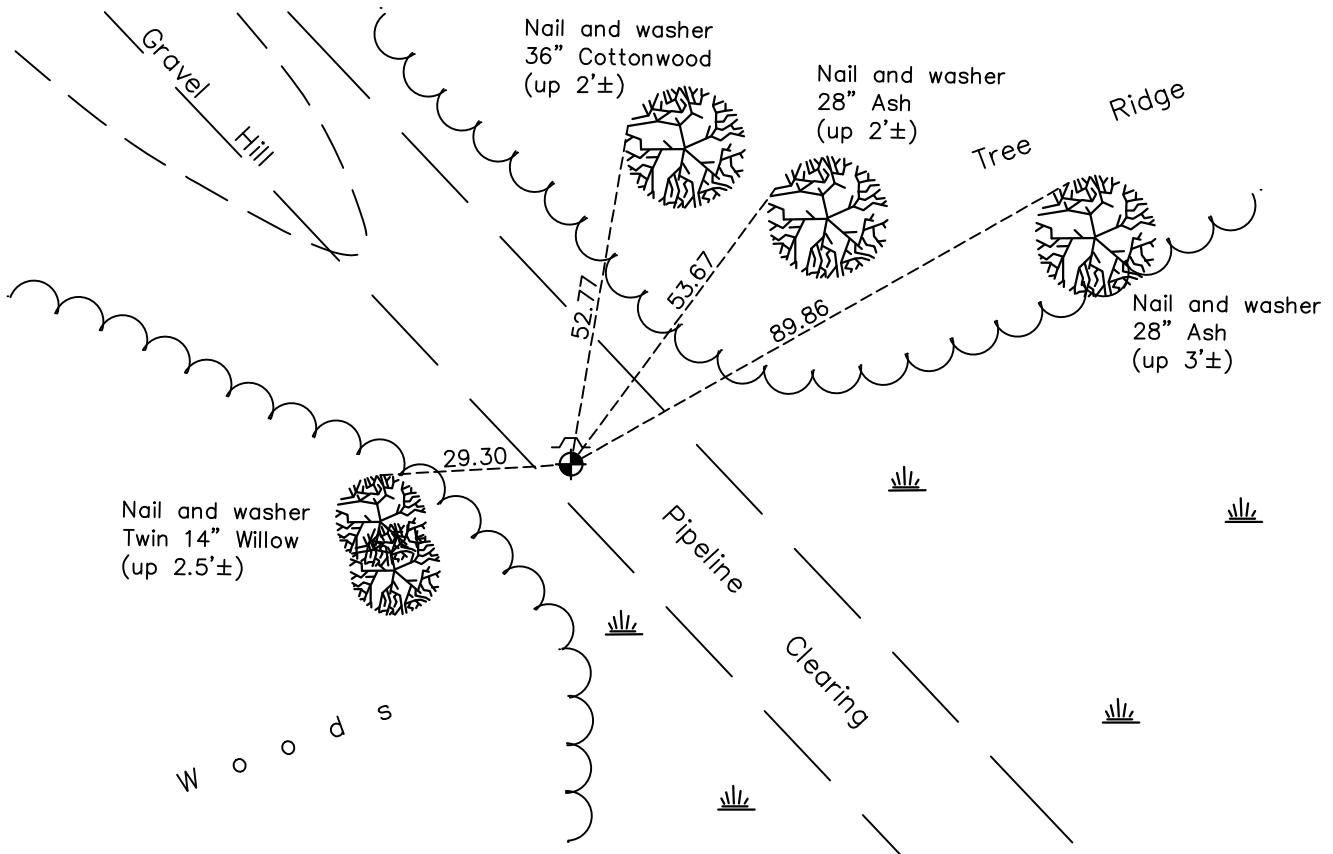 Nail and washer
36" Cottonwood
(up 2'±)
Nail and washer
28" Ash
(up 2'±)
Gravel
Hill
Tree Ridge
52.77
53.67
89.86
Nail and washer
28" Ash
(up 3'±)
29.30
Nail and washer
Twin 14" Willow
(up 2.5'±)
Pipeline
Clearing
Woods